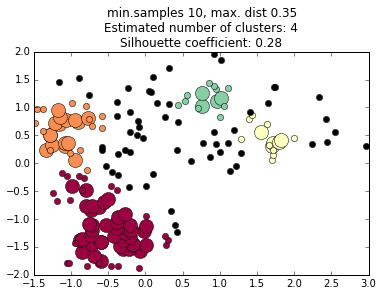 min.samples 10, max. dist 0.35
Estimated number of clusters: 4
Silhouette coefficient: 0.28
2.0
1.5
1.0
0.5
0.0
−0.5
−1.0
−1.5
−2.0
−1.5 −1.0 −0.5 0.0 0.5 1.0 1.5 2.0 2.5 3.0